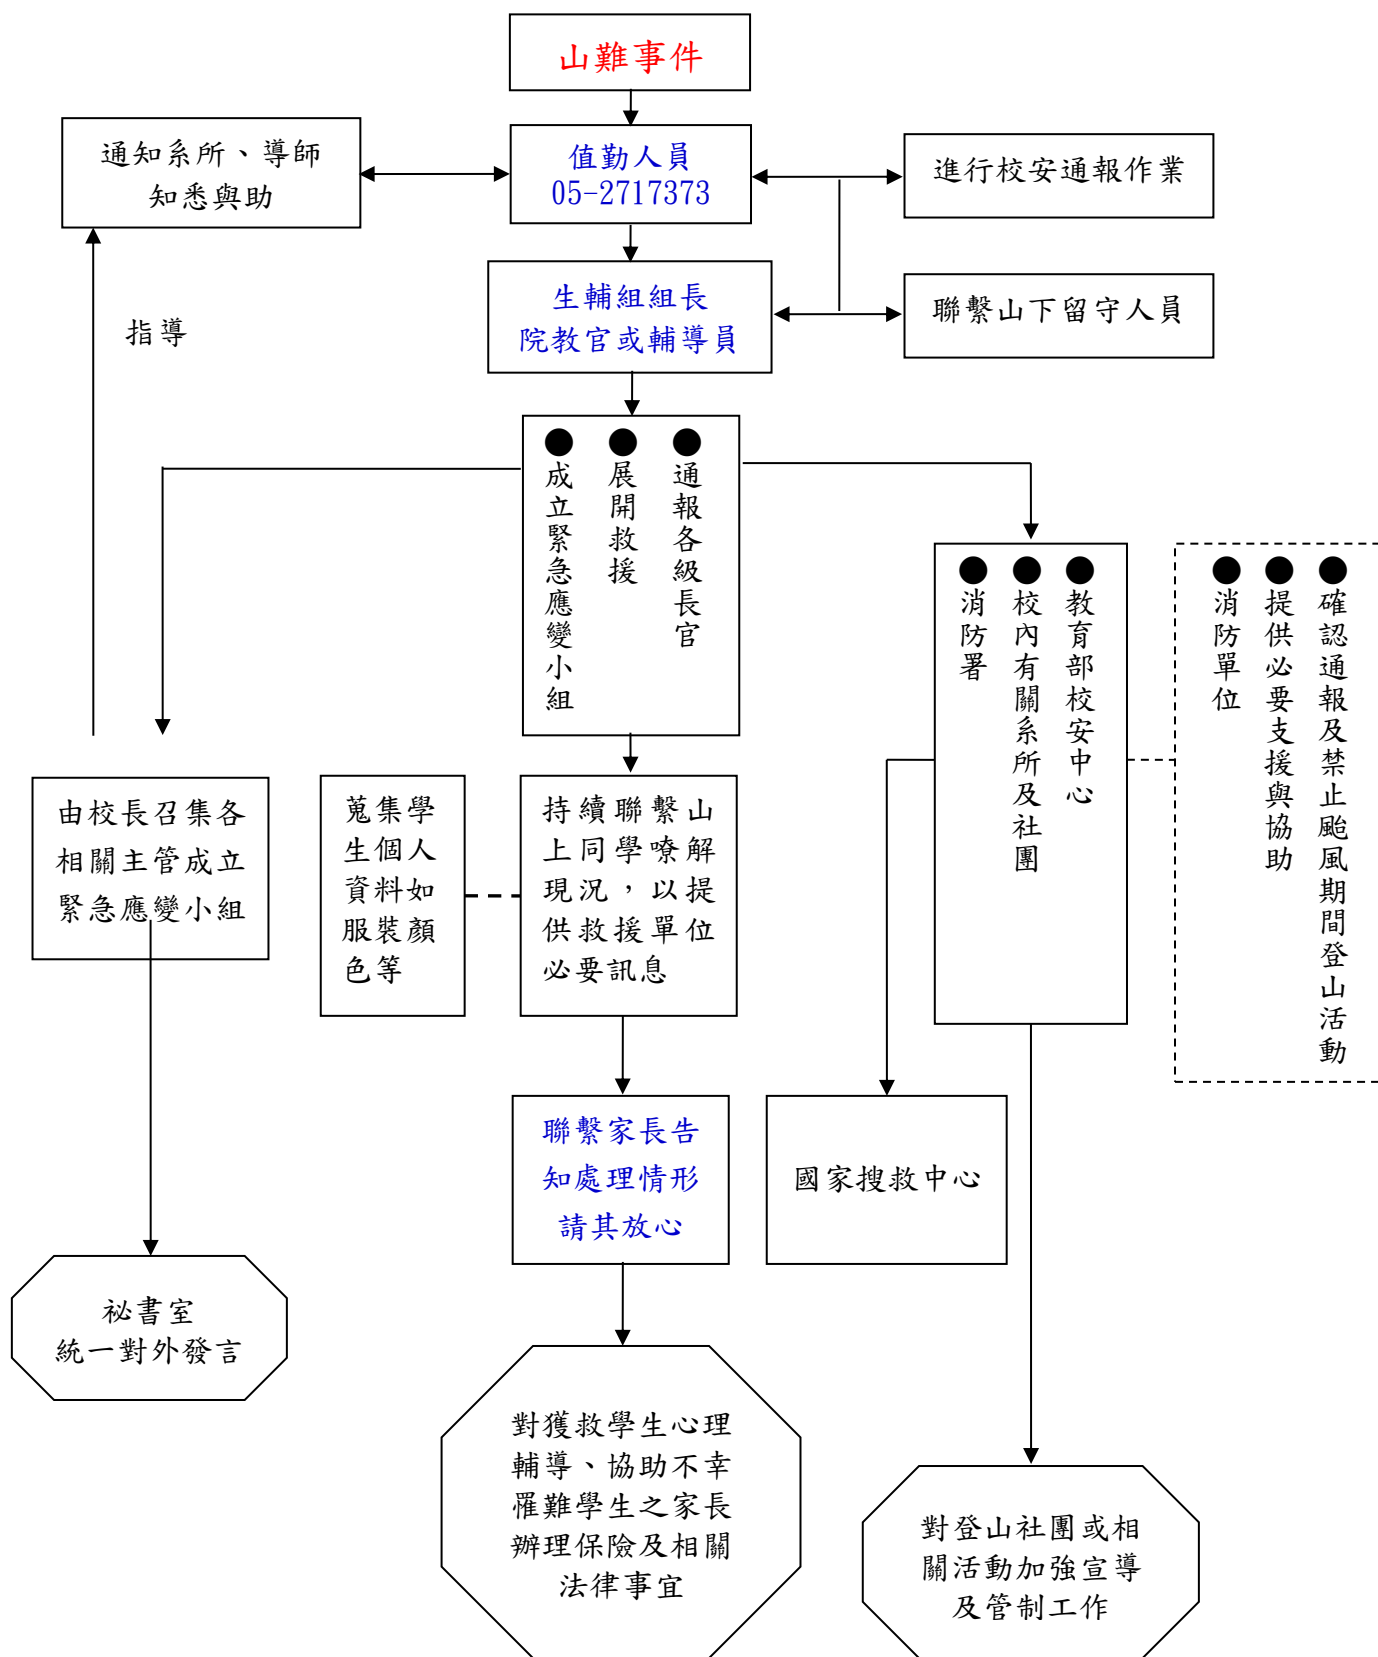 山難事件
通知系所、導師
知悉與助
值勤人員
05-2717373
進行校安通報作業
生輔組組長
院教官或輔導員
聯繫山下留守人員
指導
●通報各級長官
●展開救援
●成立緊急應變小組
●教育部校安中心
●校內有關系所及社團
●消防署
●確認通報及禁止颱風期間登山活動
●提供必要支援與協助
●消防單位
由校長召集各
相關主管成立
緊急應變小組
蒐集學
生個人
資料如
服裝顏
色等
持續聯繫山
上同學嘹解
現況，以提
供救援單位
必要訊息
聯繫家長告
知處理情形
請其放心
國家搜救中心
祕書室
統一對外發言
對獲救學生心理
輔導、協助不幸
罹難學生之家長
辦理保險及相關
法律事宜
對登山社團或相
關活動加強宣導
及管制工作